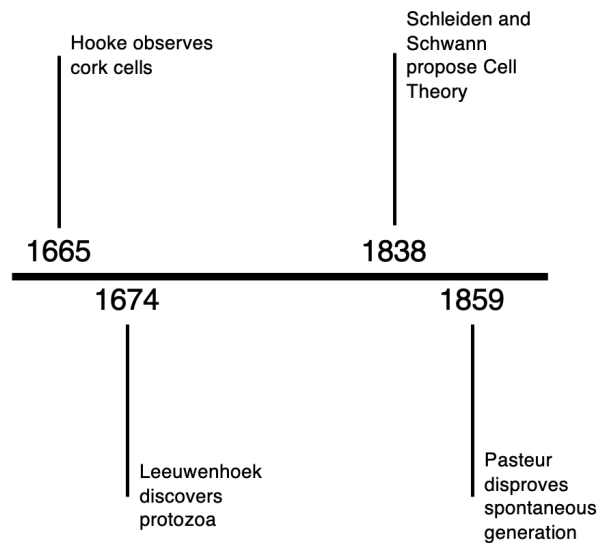 Hooke observes
cork cells
Schleiden and
Schwann
propose Cell
Theory
1665
1838
1674
1859
Leeuwenhoek
discovers
protozoa
Pasteur
disproves
spontaneous
generation